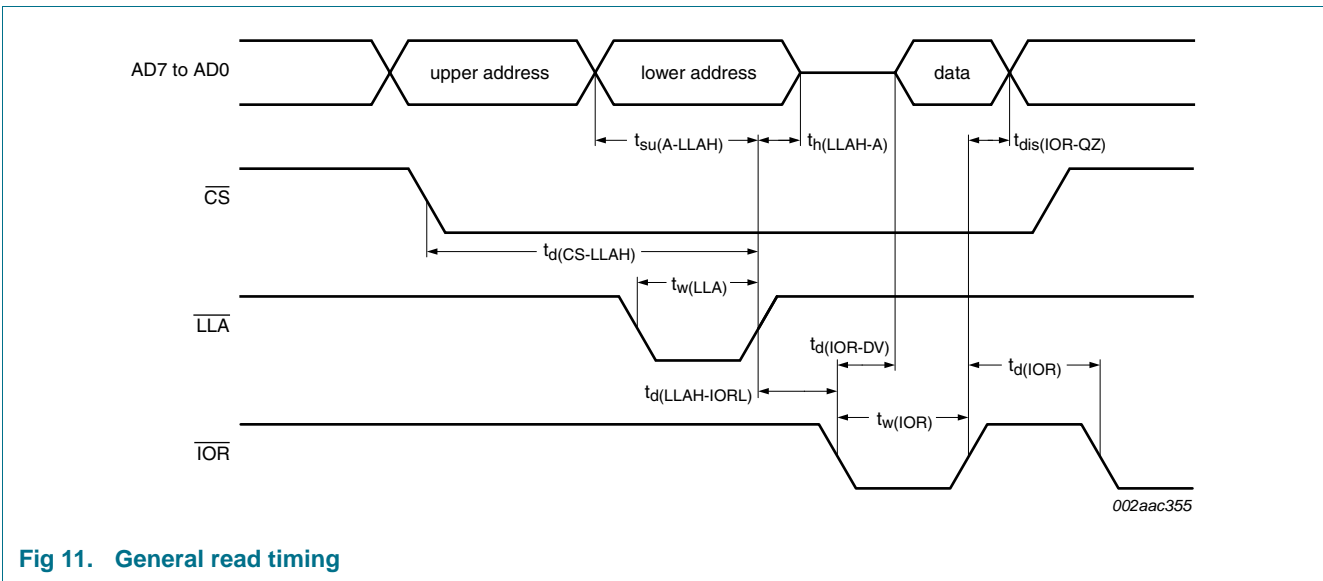 AD7 to AD0
upper address
lower address
data
tsu(A-LLAH)
th(LLAH-A)
tdis(IOR-QZ)
CS
td(CS-LLAH)
tw(LLA)
LLA
td(IOR-DV)
td(IOR)
td(LLAH-IORL)
tw(IOR)
IOR
002aac355
Fig 11. General read timing